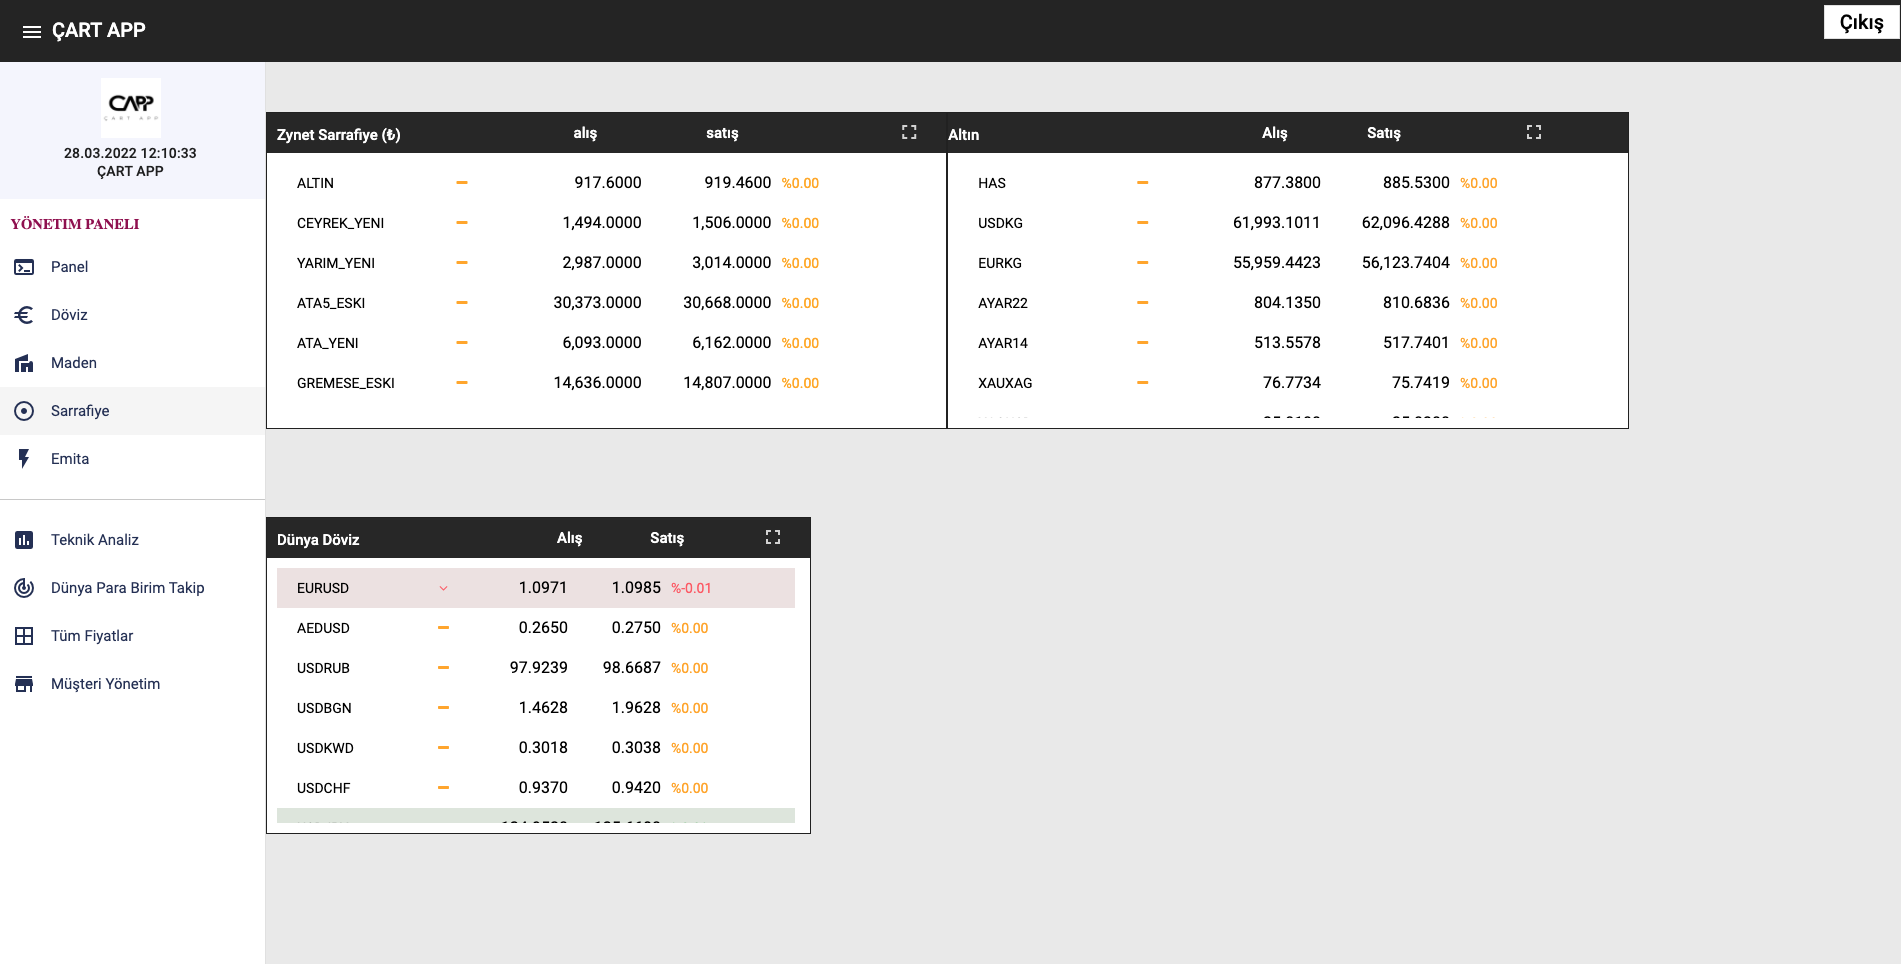 ÇART APP
Çıkış
CAPP
ÇART APP
28.03.2022 12:10:33
ÇART APP
YÖNETIM PANELI
Panel
Döviz
Maden
Sarrafiye
Emita
Teknik Analiz
Dünya Para Birim Takip
Tüm Fiyatlar
Müşteri Yönetim
Zynet Sarrafiye (₺) alış satış
ALTIN 917.6000 919.4600 %0.00
CEYREK_YENI 1,494.0000 1,506.0000 %0.00
YARIM_YENI 2,987.0000 3,014.0000 %0.00
ATA5_ESKI 30,373.0000 30,668.0000 %0.00
ATA_YENI 6,093.0000 6,162.0000 %0.00
GREMESE_ESKI 14,636.0000 14,807.0000 %0.00
Altın Alış Satış
HAS 877.3800 885.5300 %0.00
USDKG 61,993.1011 62,096.4288 %0.00
EURKG 55,959.4423 56,123.7404 %0.00
AYAR22 804.1350 810.6836 %0.00
AYAR14 513.5578 517.7401 %0.00
XAUXAG 76.7734 75.7419 %0.00
Dünya Döviz Alış Satış
EURUSD 1.0971 1.0985 %-0.01
AEDUSD 0.2650 0.2750 %0.00
USDRUB 97.9239 98.6687 %0.00
USDBGN 1.4628 1.9628 %0.00
USDKWD 0.3018 0.3038 %0.00
USDCHF 0.9370 0.9420 %0.00